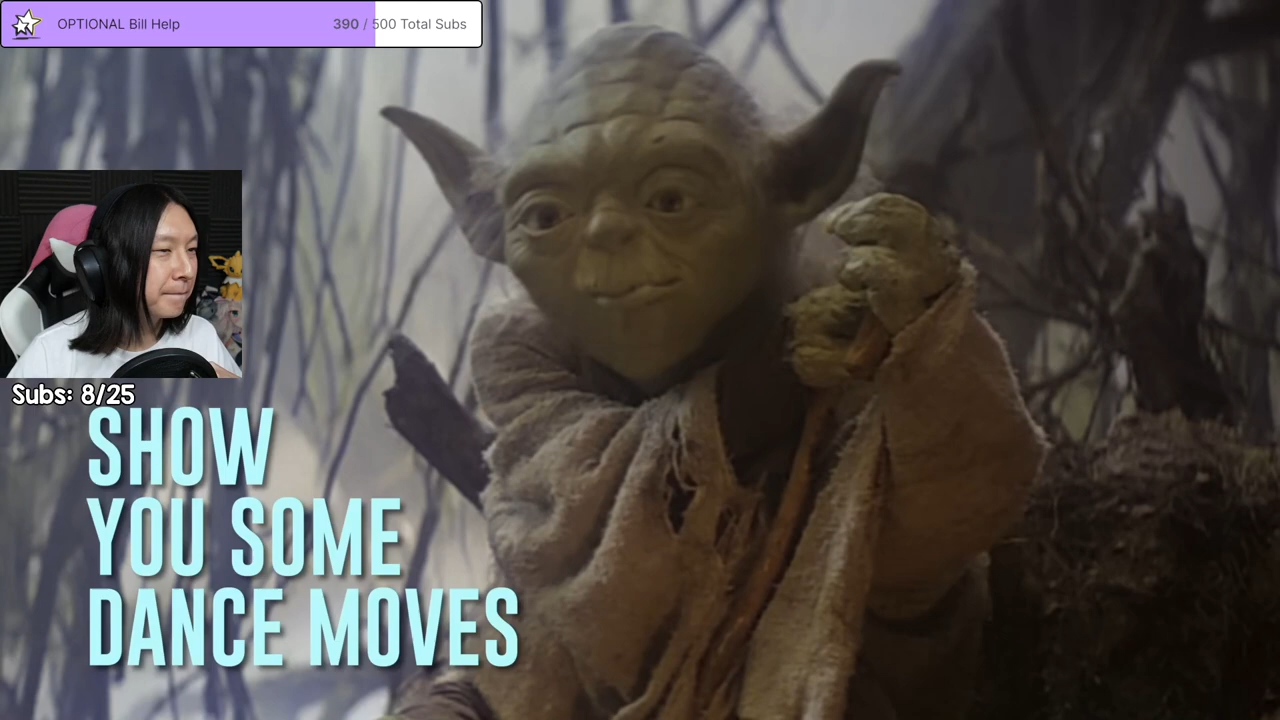 OPTIONAL Bill Help 390 / 500 Total Subs
Subs: 8/25
SHOW
YOU SOME
DANCE MOVES